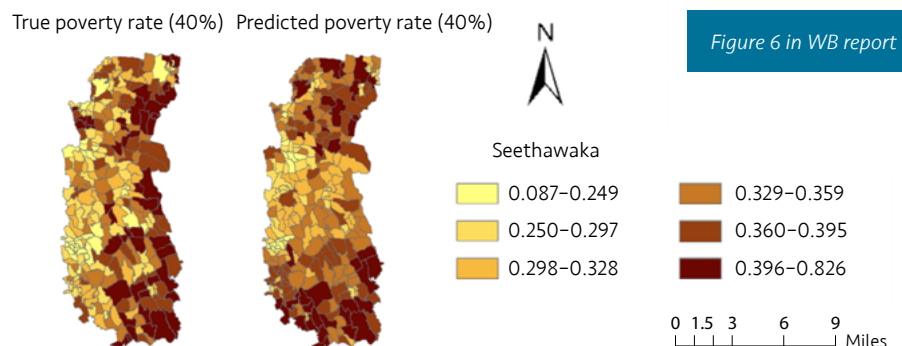 True poverty rate (40%) Predicted poverty rate (40%)
N
Figure 6 in WB report
Seethawaka
0.087–0.249
0.250–0.297
0.298–0.328
0.329–0.359
0.360–0.395
0.396–0.826
0 1.5 3 6 9
Miles